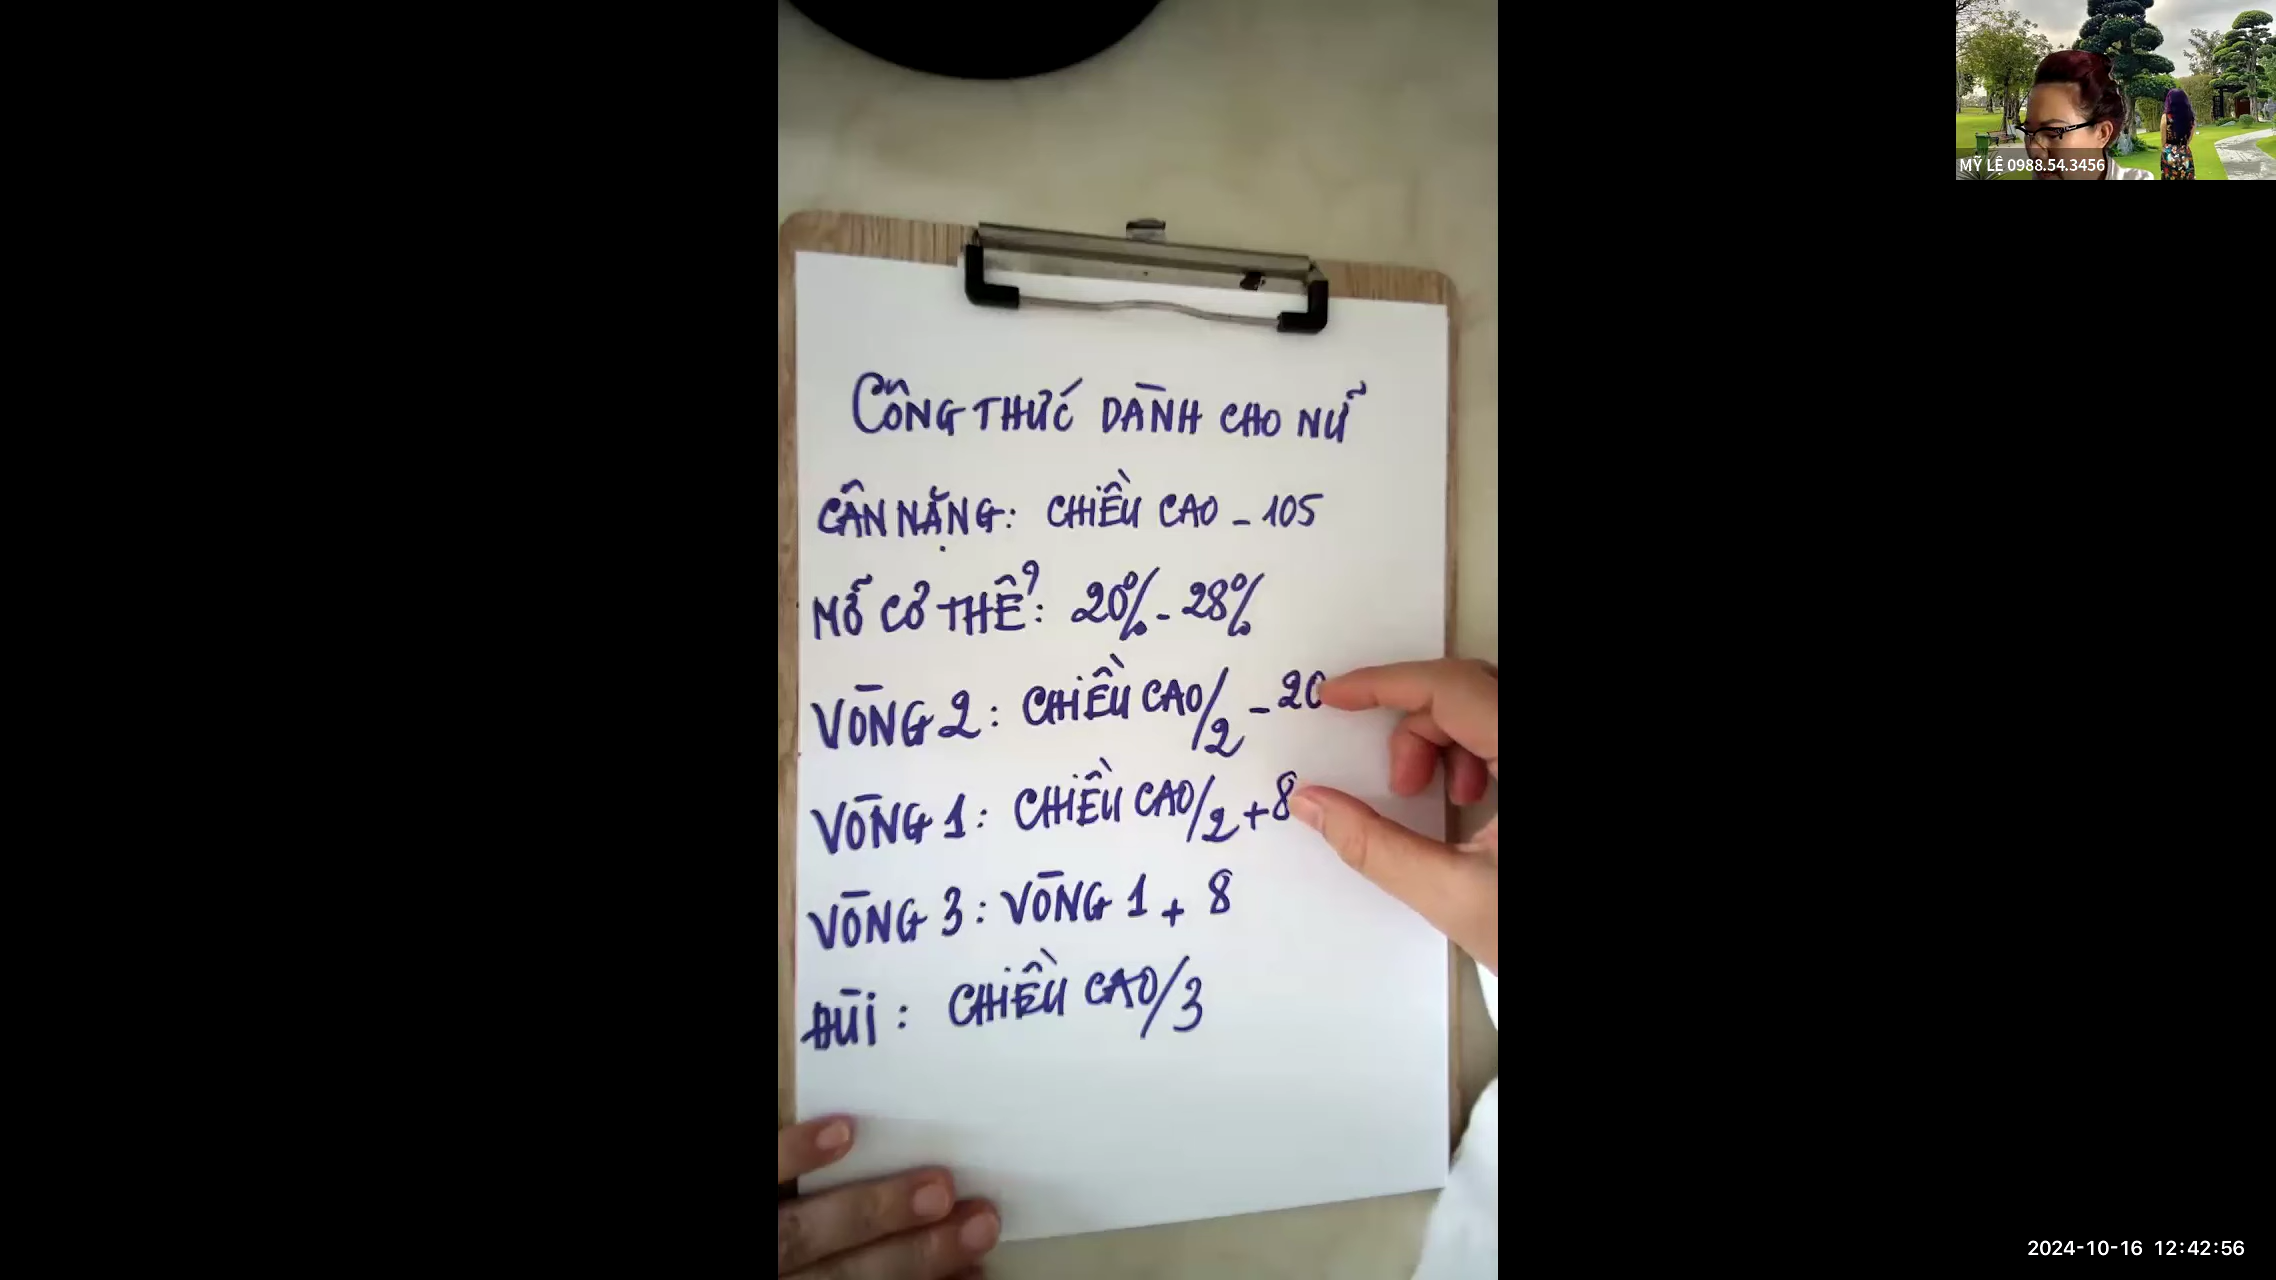 CÔNG THỨC DÀNH CHO NỮ
CÂN NẶNG: CHIỀU CAO - 105
MỠ CƠ THỂ: 20% - 28%
VÒNG 2: CHIỀU CAO/2 - 20
VÒNG 1: CHIỀU CAO/2 + 8
VÒNG 3: VÒNG 1 + 8
ĐÙI: CHIỀU CAO/3
MỸ LÊ 0988.54.3456
2024-10-16 12:42:56